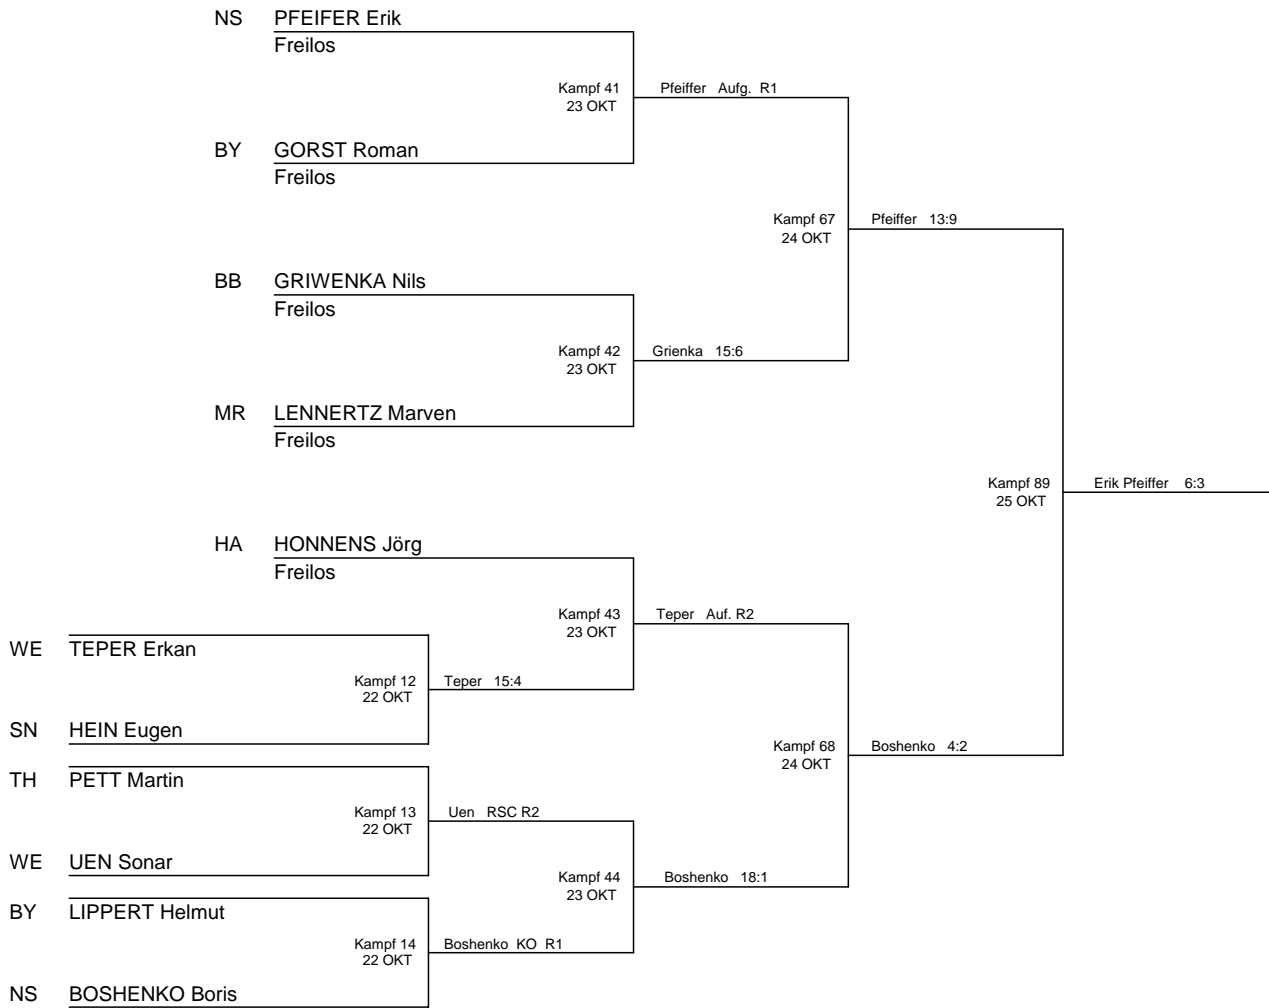 NS PFEIFER Erik
Freilos
Kampf 41 Pfeiffer Aufg. R1
23 OKT
BY GORST Roman
Freilos
Kampf 67 Pfeiffer 13:9
24 OKT
BB GRIWENKA Nils
Freilos
Kampf 42 Grienka 15:6
23 OKT
MR LENNERTZ Marven
Freilos
Kampf 89 Erik Pfeiffer 6:3
25 OKT
HA HONNENS Jörg
Freilos
Kampf 43 Teper Auf. R2
23 OKT
WE TEPER Erkan
Kampf 12 Teper 15:4
22 OKT
SN HEIN Eugen
Kampf 68 Boshenko 4:2
24 OKT
TH PETT Martin
Kampf 13 Uen RSC R2
22 OKT
WE UEN Sonar
Kampf 44 Boshenko 18:1
23 OKT
BY LIPPERT Helmut
Kampf 14 Boshenko KO R1
22 OKT
NS BOSHENKO Boris